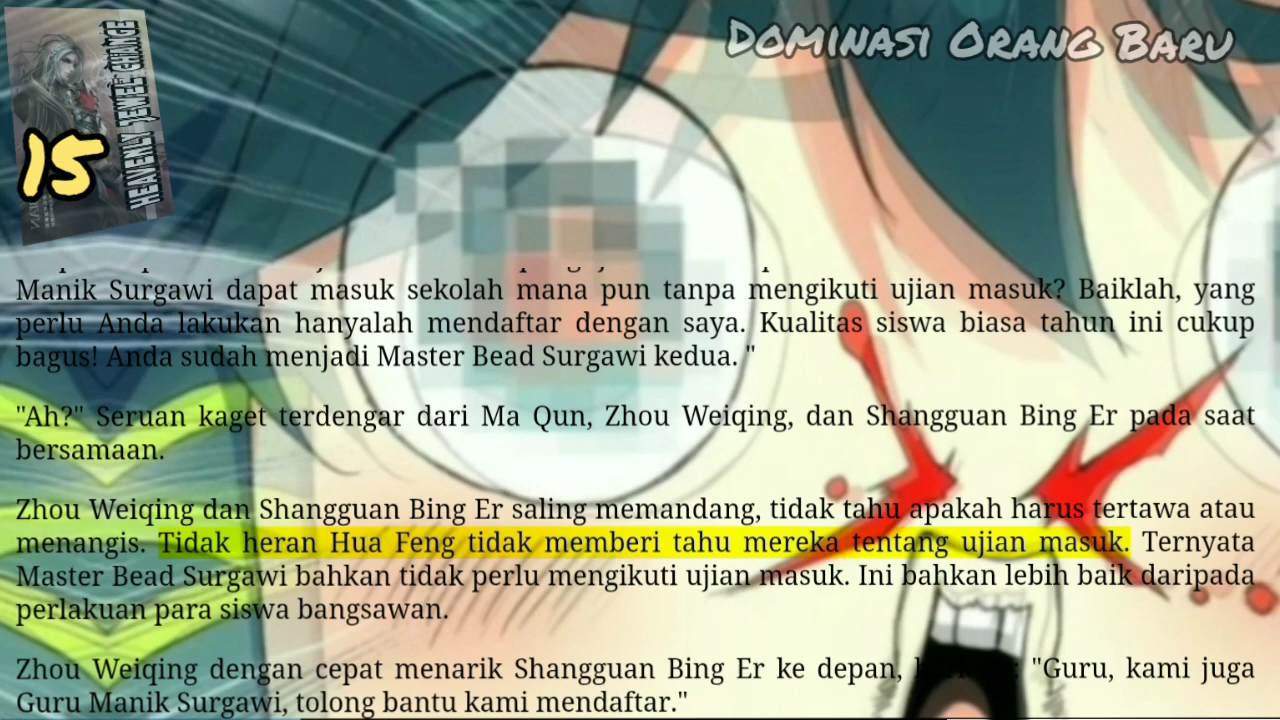 Dominasi Orang Baru
HEAVENLY JEWEL CHANGE
15
Manik Surgawi dapat masuk sekolah mana pun tanpa mengikuti ujian masuk? Baiklah, yang
perlu Anda lakukan hanyalah mendaftar dengan saya. Kualitas siswa biasa tahun ini cukup
bagus! Anda sudah menjadi Master Bead Surgawi kedua. "
"Ah?" Seruan kaget terdengar dari Ma Qun, Zhou Weiqing, dan Shangguan Bing Er pada saat
bersamaan.
Zhou Weiqing dan Shangguan Bing Er saling memandang, tidak tahu apakah harus tertawa atau
menangis. Tidak heran Hua Feng tidak memberi tahu mereka tentang ujian masuk. Ternyata
Master Bead Surgawi bahkan tidak perlu mengikuti ujian masuk. Ini bahkan lebih baik daripada
perlakuan para siswa bangsawan.
Zhou Weiqing dengan cepat menarik Shangguan Bing Er ke depan, "Guru, kami juga
Guru Manik Surgawi, tolong bantu kami mendaftar."